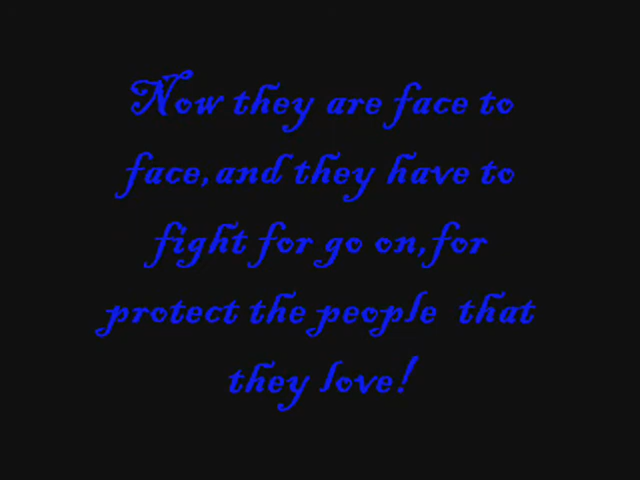 Now they are face to
face,and they have to
fight for go on,for
protect the people that
they love!